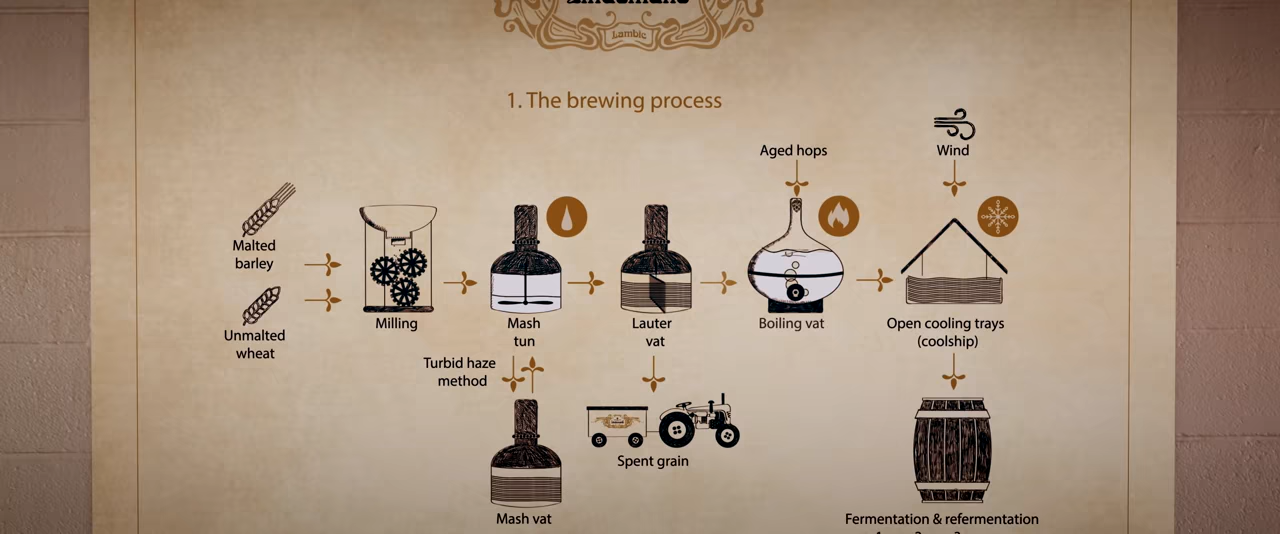 Lambic
1. The brewing process
Aged hops
Wind
Malted
barley
Unmalted
wheat
Milling
Mash
tun
Lauter
vat
Boiling vat
Open cooling trays
(coolship)
Turbid haze
method
Spent grain
Mash vat
Fermentation & refermentation